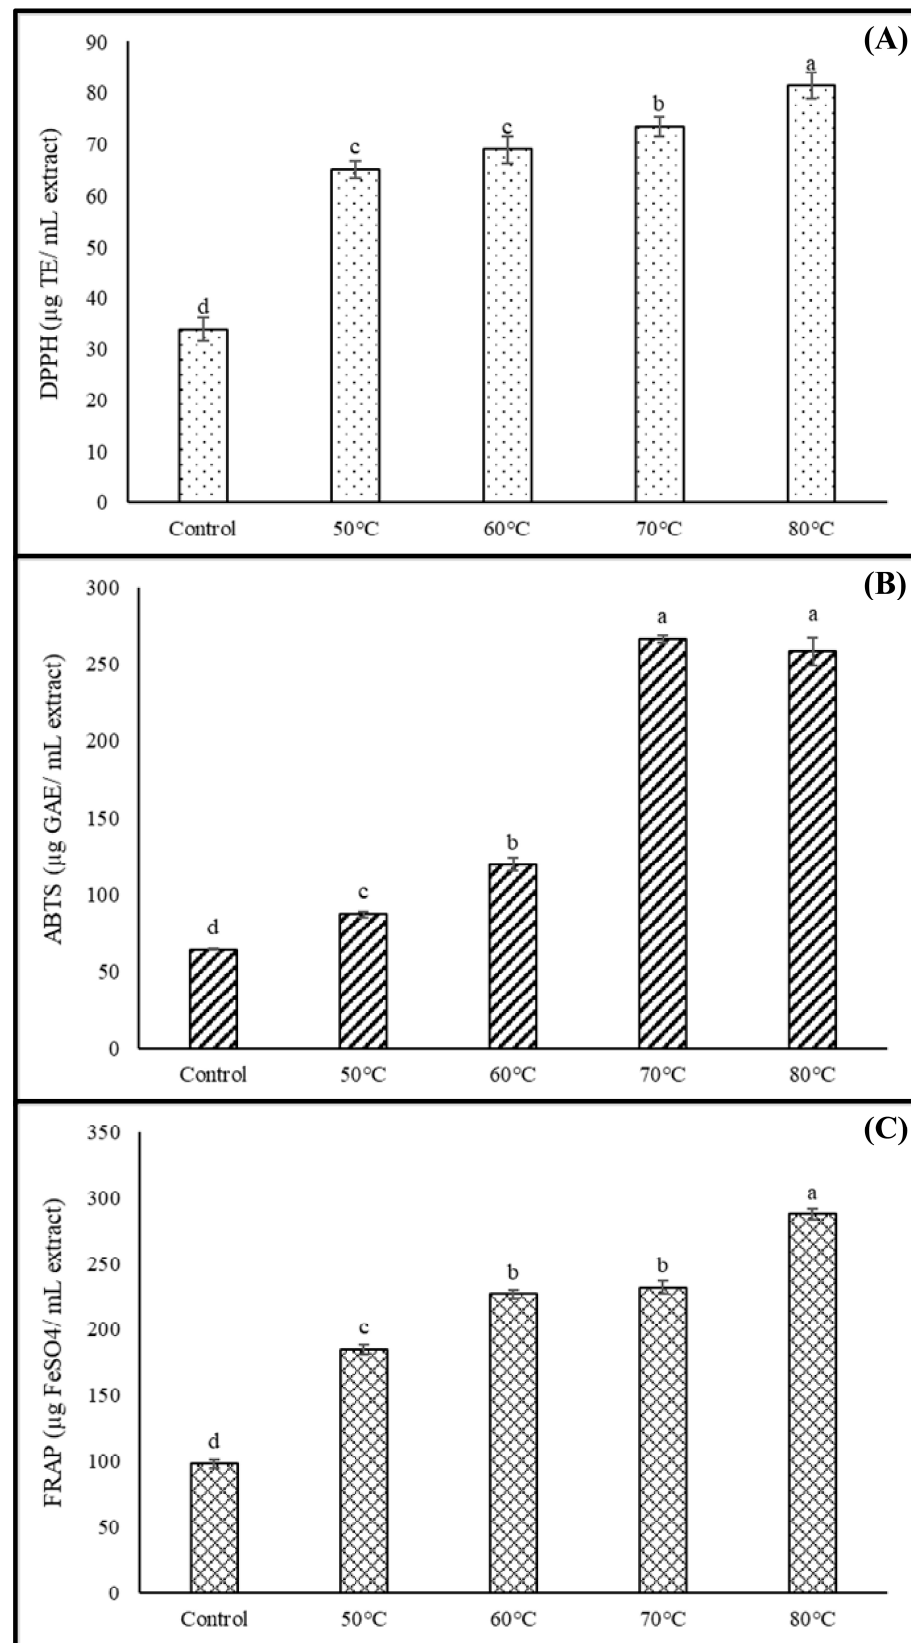 (A)
DPPH (µg TE/ mL extract)
90
80
70
60
50
40
30
20
10
0
d
c
c
b
a
Control 50°C 60°C 70°C 80°C
(B)
ABTS (µg GAE/ mL extract)
300
250
200
150
100
50
0
d
c
b
a
a
Control 50°C 60°C 70°C 80°C
(C)
FRAP (µg FeSO4/ mL extract)
350
300
250
200
150
100
50
0
d
c
b
b
a
Control 50°C 60°C 70°C 80°C